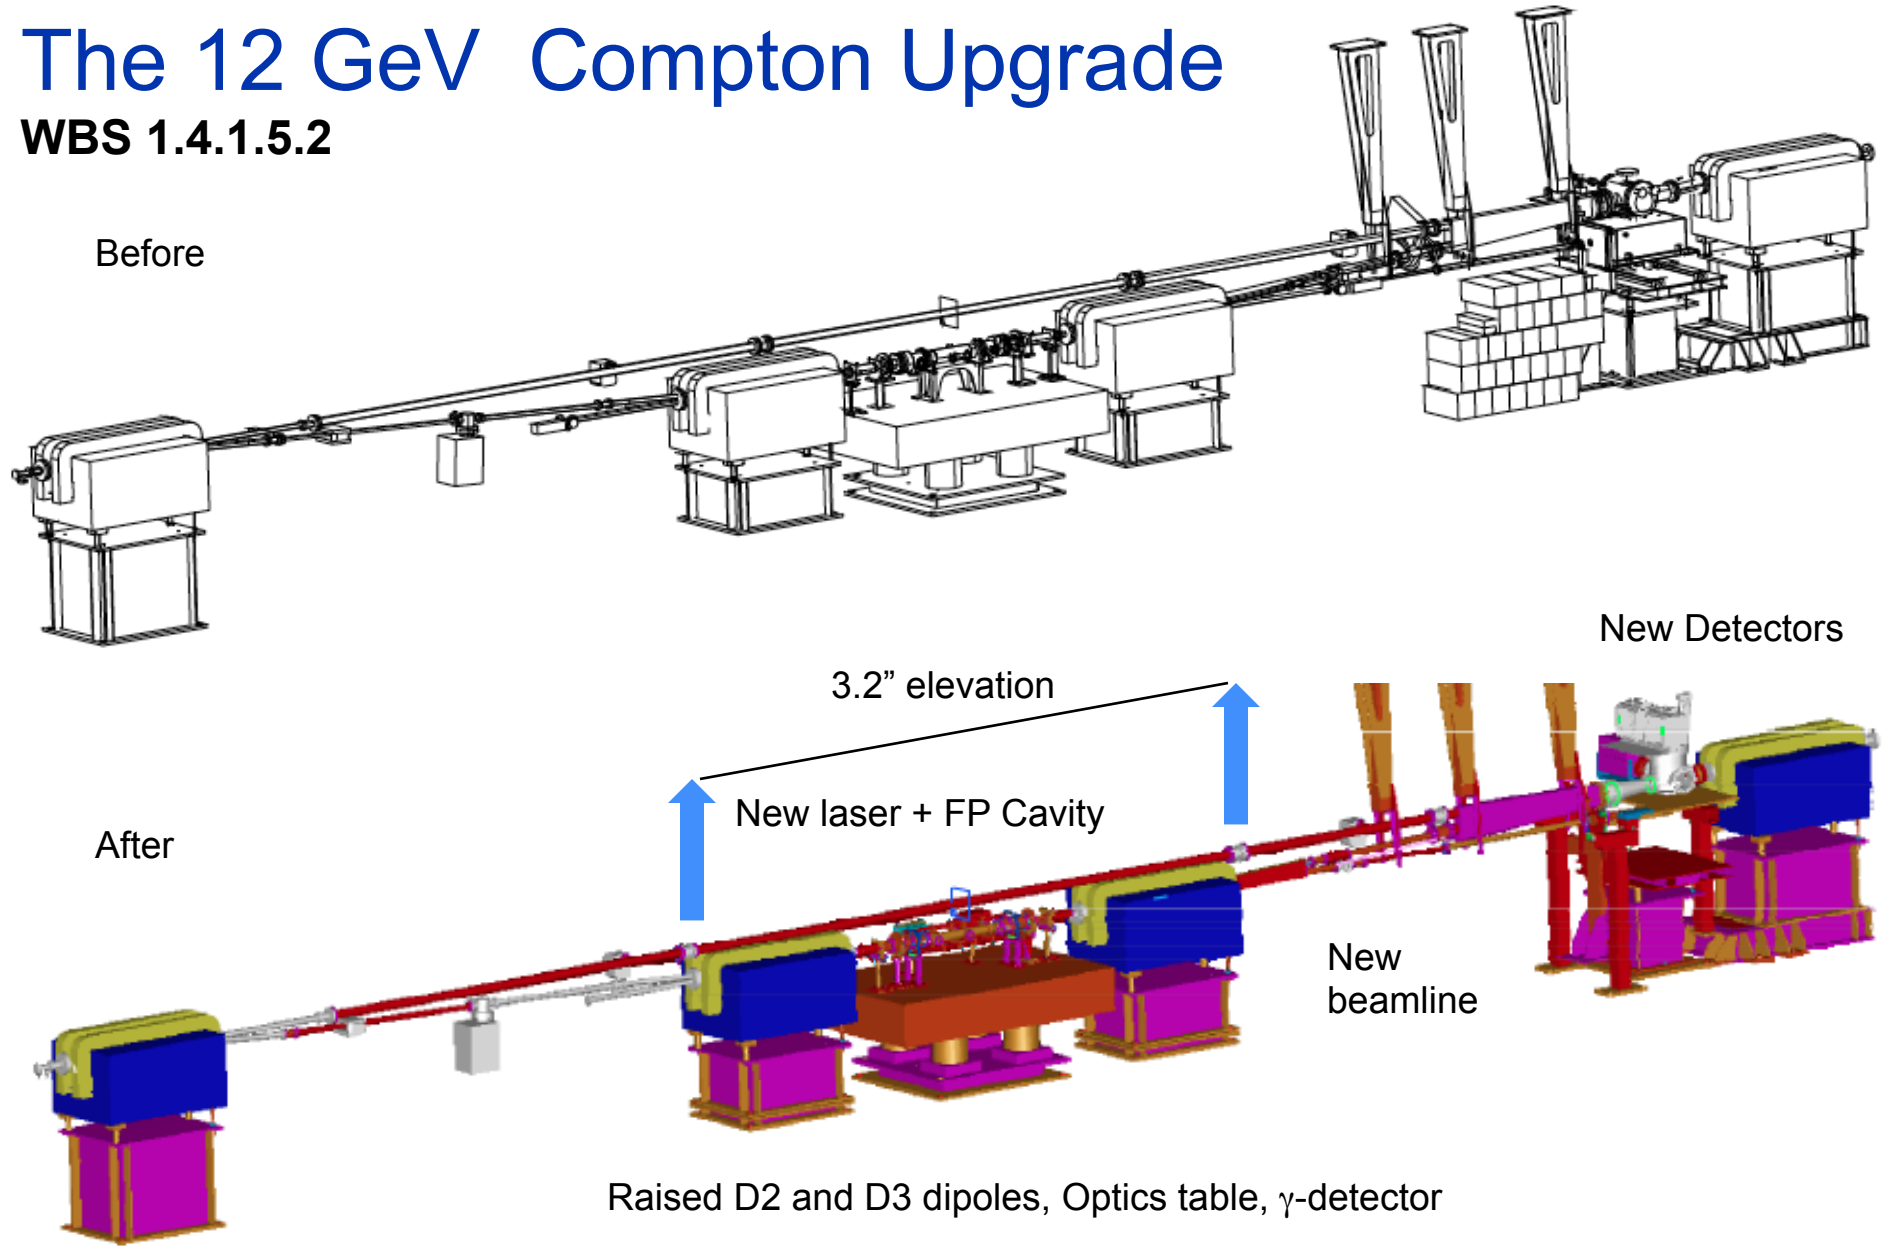 The 12 GeV  Compton Upgrade
WBS 1.4.1.5.2
Before
New Detectors
3.2” elevation
New laser + FP Cavity
After
New
beamline
Raised D2 and D3 dipoles, Optics table, γ-detector